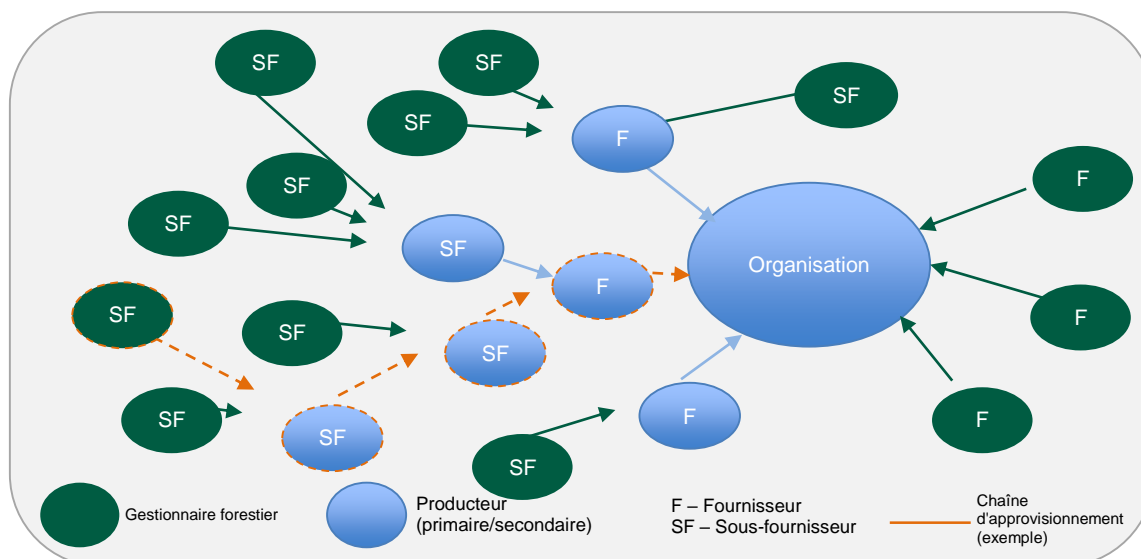 SF
SF
SF
SF
F
SF
F
SF
SF
Organisation
SF
F
SF
F
SF
SF
SF
F
F
SF
SF
Gestionnaire forestier
Producteur
(primaire/secondaire)
F – Fournisseur
SF – Sous-fournisseur
Chaîne
d'approvisionnement
(exemple)